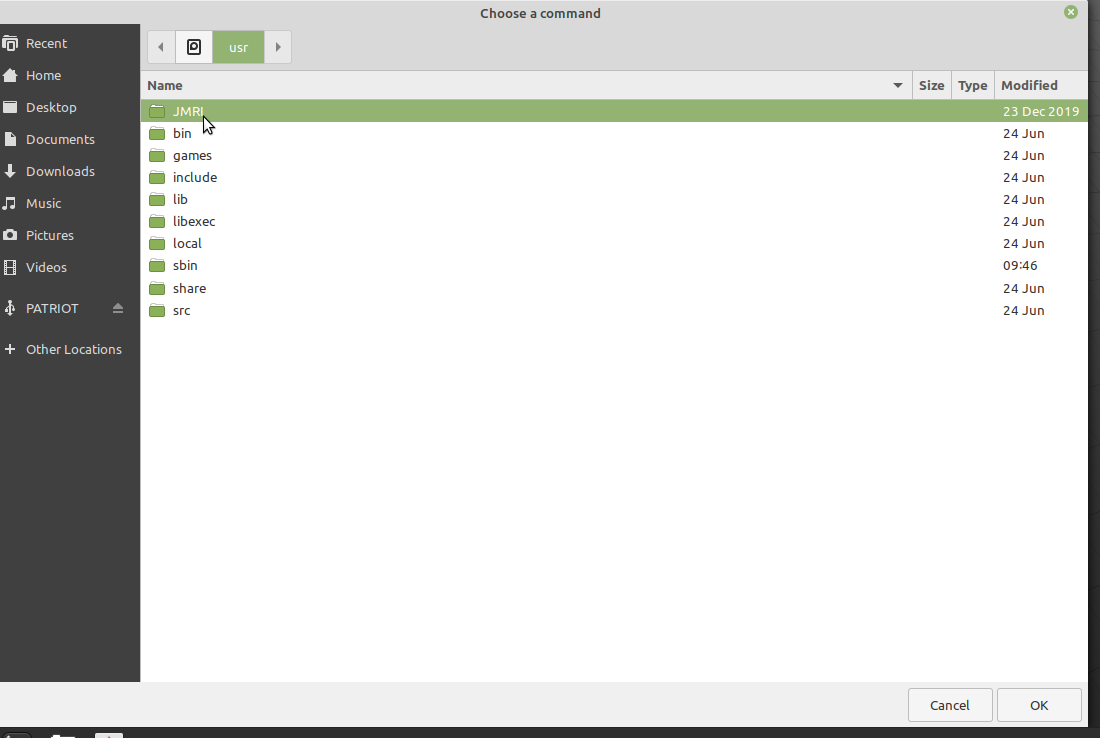 Choose a command
Recent
Home
Desktop
Documents
Downloads
Music
Pictures
Videos
PATRIOT
Other Locations
usr
Name Size Type Modified
JMRI 23 Dec 2019
bin 24 Jun
games 24 Jun
include 24 Jun
lib 24 Jun
libexec 24 Jun
local 24 Jun
sbin 09:46
share 24 Jun
src 24 Jun
Cancel OK